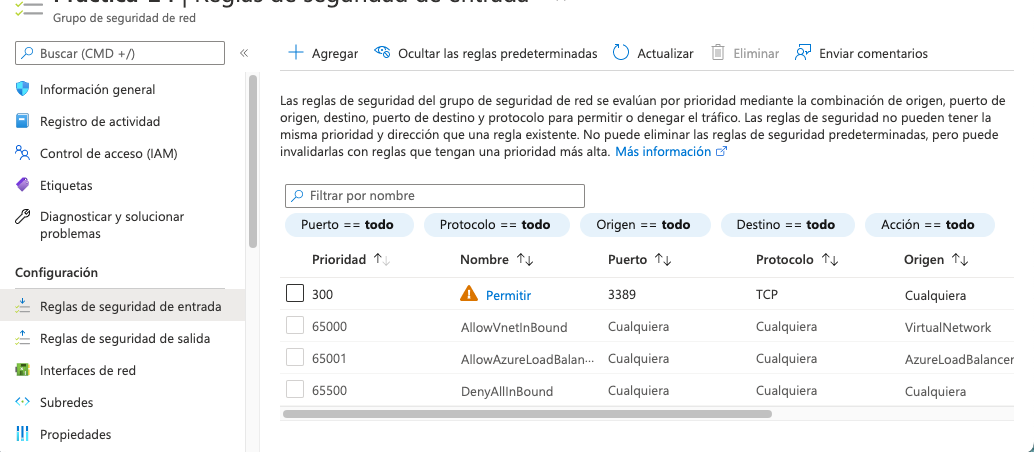 Práctica-24 | Reglas de seguridad de entrada
Grupo de seguridad de red
Buscar (CMD +/)
«
Agregar
Ocultar las reglas predeterminadas
Actualizar
Eliminar
Enviar comentarios
Información general
Registro de actividad
Control de acceso (IAM)
Etiquetas
Diagnosticar y solucionar
problemas
Configuración
Reglas de seguridad de entrada
Reglas de seguridad de salida
Interfaces de red
Subredes
Propiedades
Las reglas de seguridad del grupo de seguridad de red se evalúan por prioridad mediante la combinación de origen, puerto de
origen, destino, puerto de destino y protocolo para permitir o denegar el tráfico. Las reglas de seguridad no pueden tener la
misma prioridad y dirección que una regla existente. No puede eliminar las reglas de seguridad predeterminadas, pero puede
invalidarlas con reglas que tengan una prioridad más alta. Más información
Filtrar por nombre
Puerto == todo Protocolo == todo Origen == todo Destino == todo Acción == todo
Prioridad Nombre Puerto Protocolo Origen
300 Permitir 3389 TCP Cualquiera
65000 AllowVnetInBound Cualquiera Cualquiera VirtualNetwork
65001 AllowAzureLoadBalan... Cualquiera Cualquiera AzureLoadBalancer
65500 DenyAllInBound Cualquiera Cualquiera Cualquiera